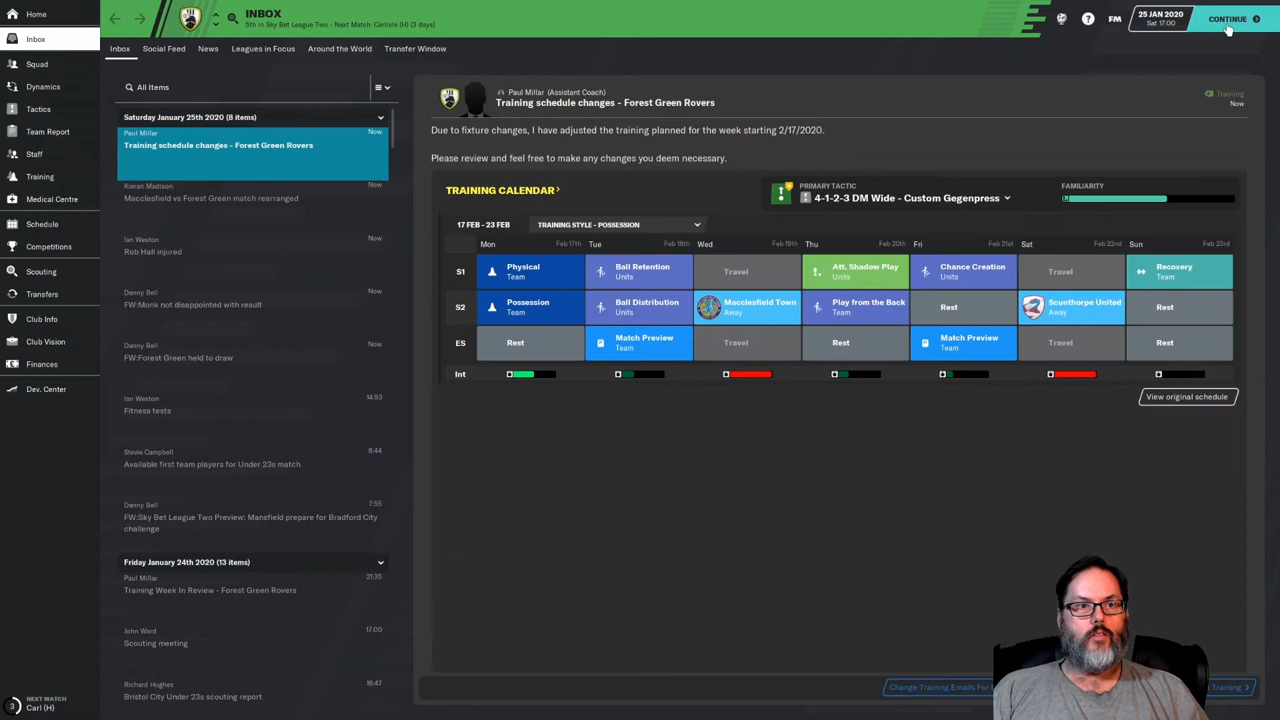 Home
Inbox
Squad
Dynamics
Tactics
Team Report
Staff
Training
Medical Centre
Schedule
Competitions
Scouting
Transfers
Club Info
Club Vision
Finances
Dev. Center
NEXT MATCH
3
Carl (H)
INBOX
5th in Sky Bet League Two - Next Match: Carlisle (H) (3 days)
?
FM
25 JAN 2020
Sat 17:00
CONTINUE
Inbox
Social Feed
News
Leagues in Focus
Around the World
Transfer Window
All Items
Saturday January 25th 2020 (8 items)
Paul Millar
Now
Training schedule changes - Forest Green Rovers
Kieran Madison
Now
Macclesfield vs Forest Green match rearranged
Ian Weston
Now
Rob Hall injured
Danny Bell
Now
FW:Monk not disappointed with result
Danny Bell
Now
FW:Forest Green held to draw
Ian Weston
14:53
Fitness tests
Stevie Campbell
8:44
Available first team players for Under 23s match
Danny Bell
7:55
FW:Sky Bet League Two Preview: Mansfield prepare for Bradford City
challenge
Friday January 24th 2020 (13 items)
Paul Millar
21:35
Training Week In Review - Forest Green Rovers
John Ward
17:00
Scouting meeting
Richard Hughes
16:47
Bristol City Under 23s scouting report
Paul Millar (Assistant Coach)
Training schedule changes - Forest Green Rovers
Training
Now
Due to fixture changes, I have adjusted the training planned for the week starting 2/17/2020.
Please review and feel free to make any changes you deem necessary.
TRAINING CALENDAR
PRIMARY TACTIC
4-1-2-3 DM Wide - Custom Gegenpress
FAMILIARITY
17 FEB - 23 FEB
TRAINING STYLE - POSSESSION
Mon Feb 17th Tue Feb 18th Wed Feb 19th Thu Feb 20th Fri Feb 21st Sat Feb 22nd Sun Feb 23rd
S1
Physical
Team
Ball Retention
Units
Travel
Att. Shadow Play
Units
Chance Creation
Units
Travel
Recovery
Team
S2
Possession
Team
Ball Distribution
Units
Macclesfield Town
Away
Play from the Back
Team
Rest
Scunthorpe United
Away
Rest
ES
Rest
Match Preview
Team
Travel
Rest
Match Preview
Team
Travel
Rest
Int
View original schedule
Change Training Emails For
Training